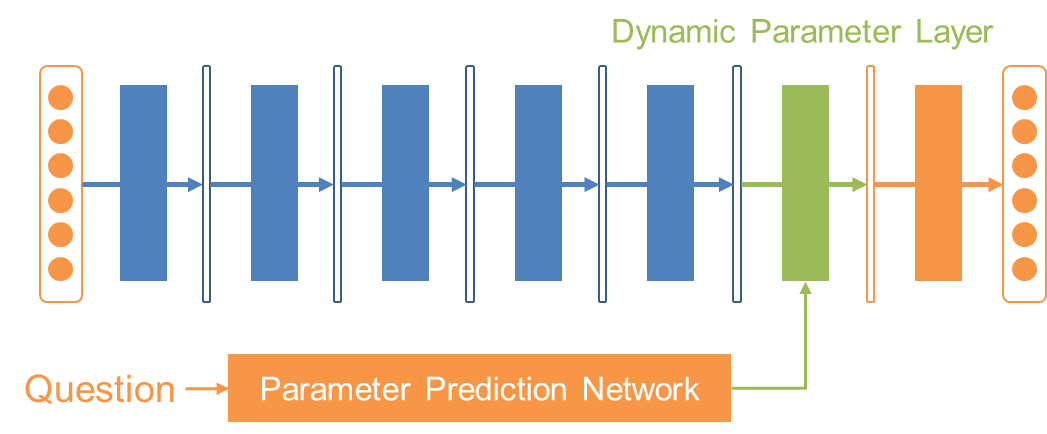 Dynamic Parameter Layer
Question
Parameter Prediction Network